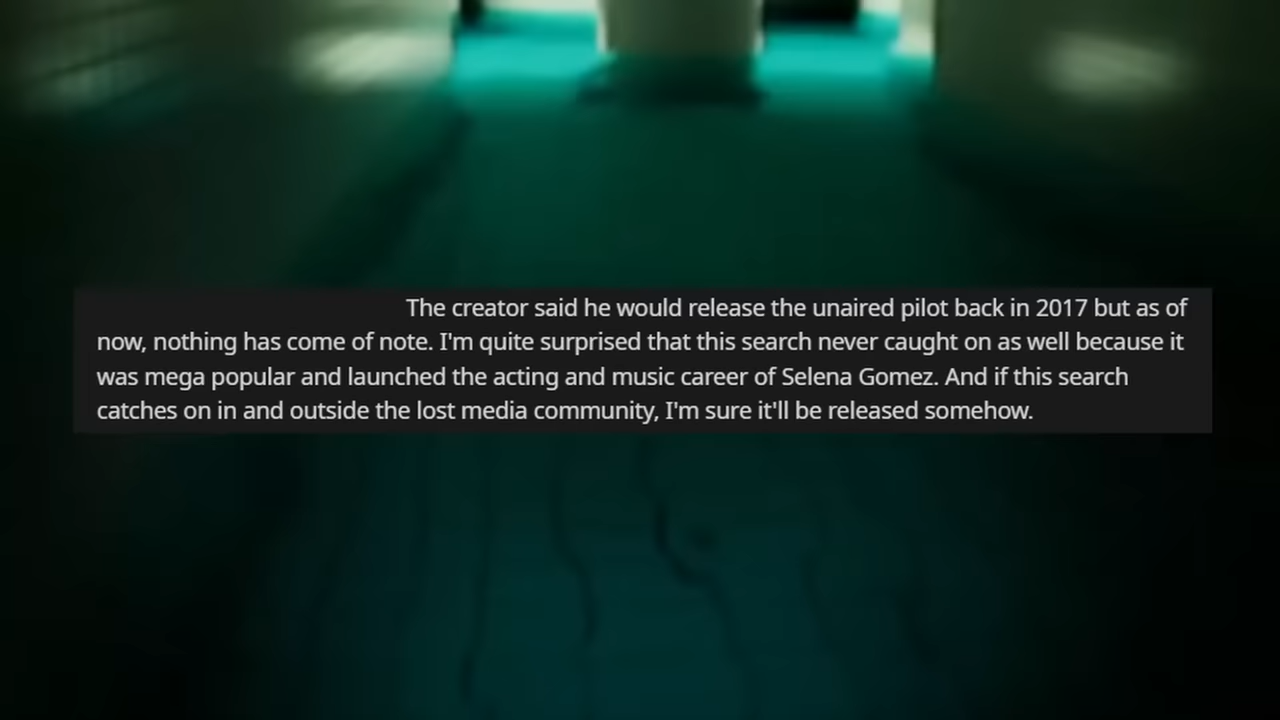 The creator said he would release the unaired pilot back in 2017 but as of
now, nothing has come of note. I'm quite surprised that this search never caught on as well because it
was mega popular and launched the acting and music career of Selena Gomez. And if this search
catches on in and outside the lost media community, I'm sure it'll be released somehow.